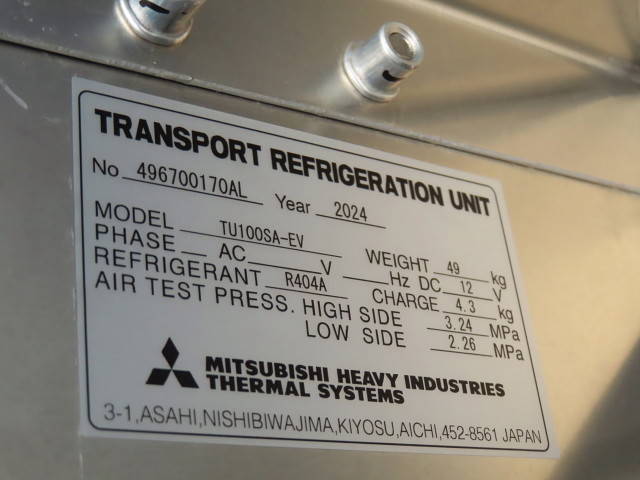 TRANSPORT REFRIGERATION UNIT
No 496700170AL Year 2024
MODEL TU100SA-EV WEIGHT 49 kg
PHASE AC V Hz DC 12 V
REFRIGERANT R404A CHARGE 4.3 kg
AIR TEST PRESS. HIGH SIDE 3.24 MPa
LOW SIDE 2.26 MPa
MITSUBISHI HEAVY INDUSTRIES
THERMAL SYSTEMS
3-1,ASAHI,NISHIBIWAJIMA,KIYOSU,AICHI,452-8561 JAPAN